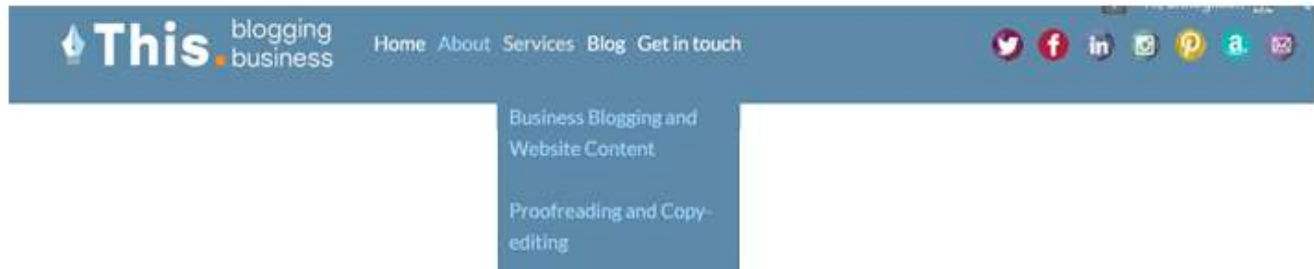 This. blogging
business
Home About Services Blog Get in touch
Business Blogging and
Website Content
Proofreading and Copy-
editing